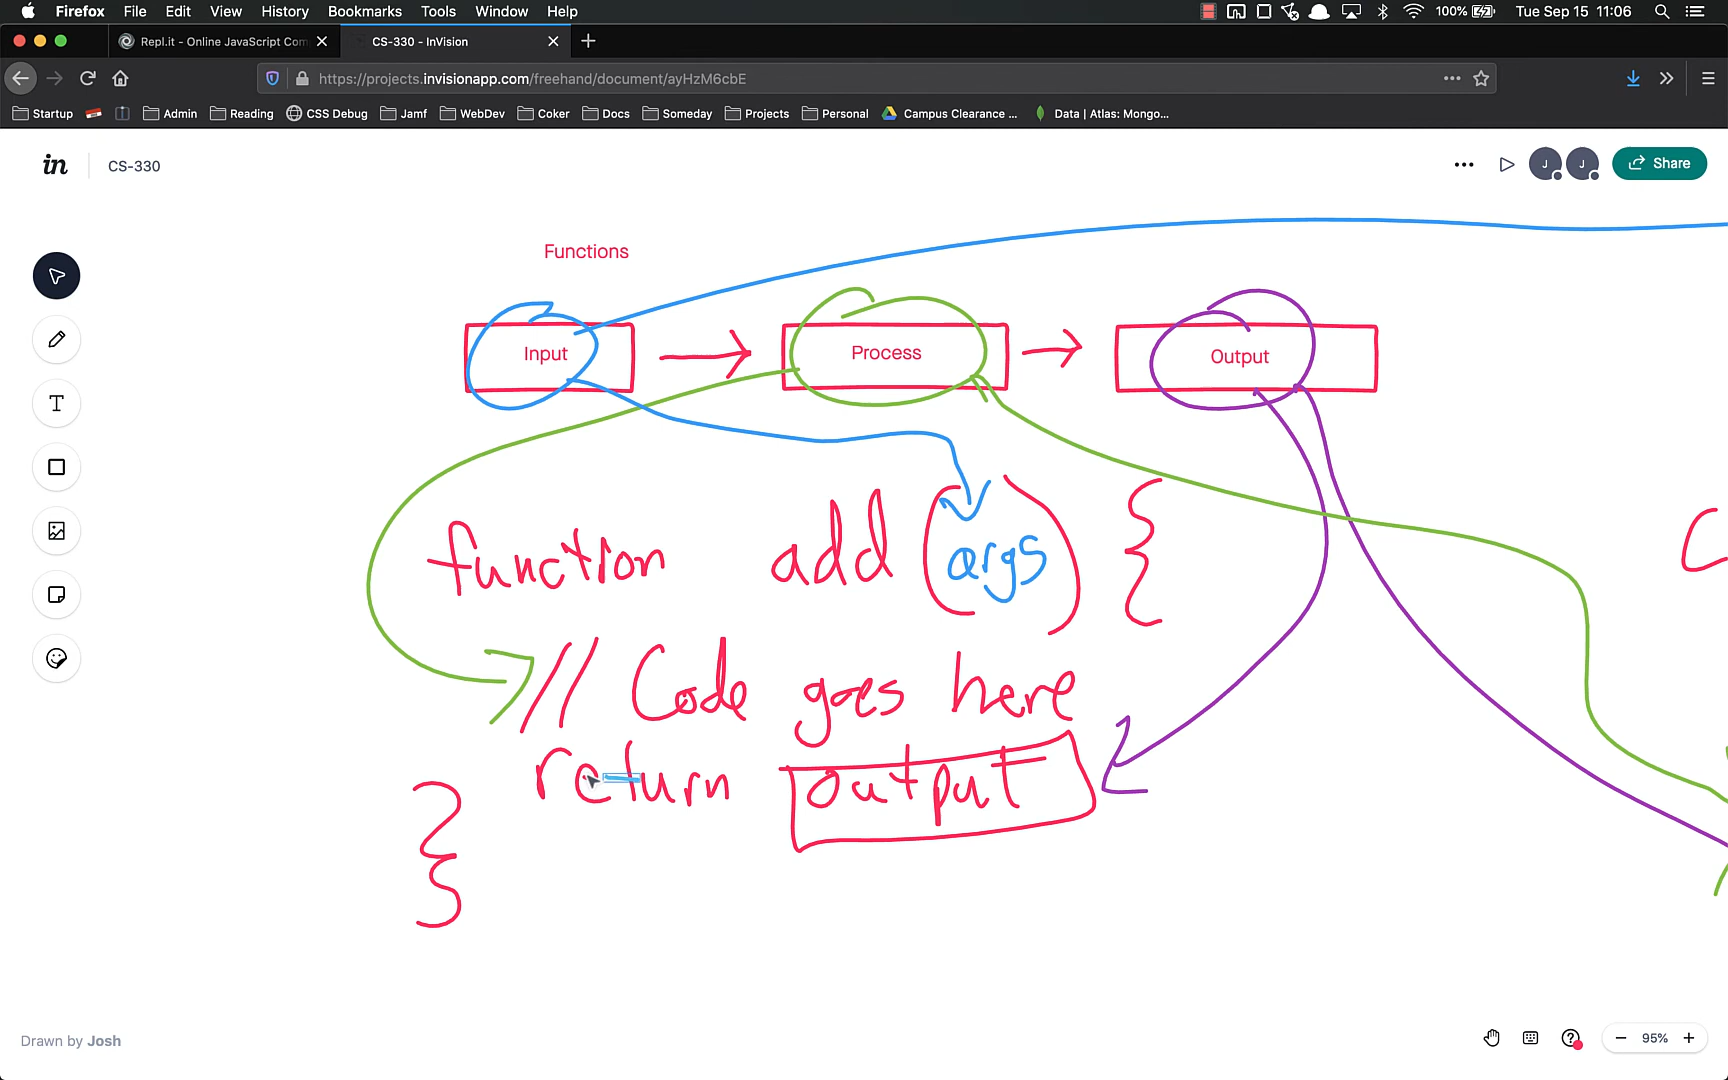 Firefox File Edit View History Bookmarks Tools Window Help 100% Tue Sep 15 11:06
Repl.it - Online JavaScript Com CS-330 - InVision
https://projects.invisionapp.com/freehand/document/ayHzM6cbE
Startup Admin Reading CSS Debug Jamf WebDev Coker Docs Someday Projects Personal Campus Clearance ... Data | Atlas: Mongo...
in CS-330 J J Share
Functions
Input Process Output
function add (args) {
// Code goes here
return output
}
Drawn by Josh
95%